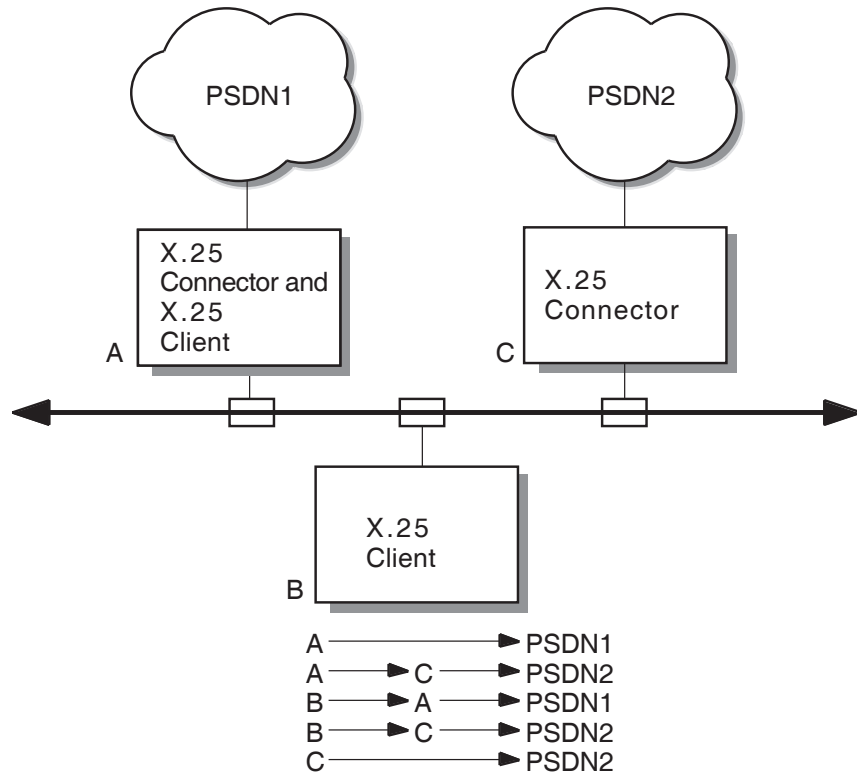 PSDN1
PSDN2
X.25
Connector and
X.25
Client
A
X.25
Connector
C
X.25
Client
B
A PSDN1
A C PSDN2
B A PSDN1
B C PSDN2
C PSDN2